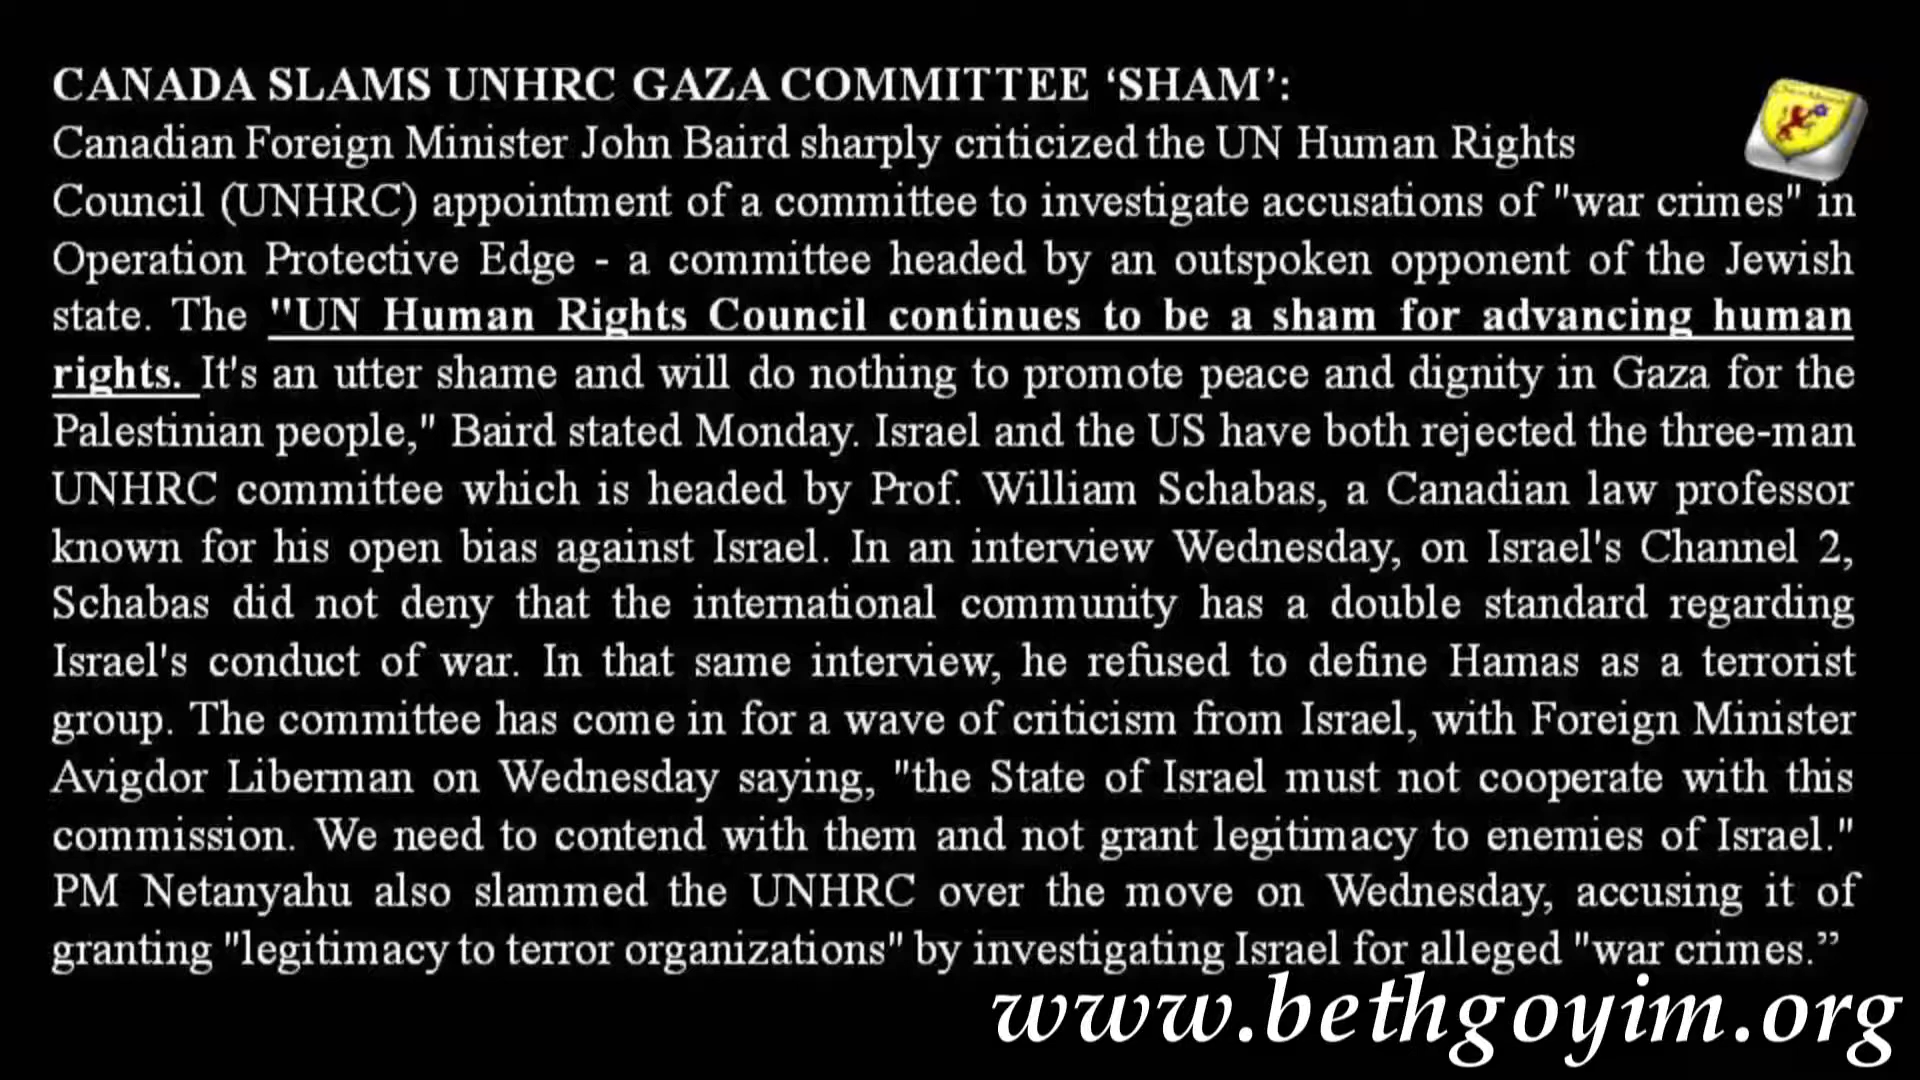 CANADA SLAMS UNHRC GAZA COMMITTEE ‘SHAM’:
Canadian Foreign Minister John Baird sharply criticized the UN Human Rights
Council (UNHRC) appointment of a committee to investigate accusations of "war crimes" in
Operation Protective Edge - a committee headed by an outspoken opponent of the Jewish
state. The "UN Human Rights Council continues to be a sham for advancing human
rights. It's an utter shame and will do nothing to promote peace and dignity in Gaza for the
Palestinian people," Baird stated Monday. Israel and the US have both rejected the three-man
UNHRC committee which is headed by Prof. William Schabas, a Canadian law professor
known for his open bias against Israel. In an interview Wednesday, on Israel's Channel 2,
Schabas did not deny that the international community has a double standard regarding
Israel's conduct of war. In that same interview, he refused to define Hamas as a terrorist
group. The committee has come in for a wave of criticism from Israel, with Foreign Minister
Avigdor Liberman on Wednesday saying, "the State of Israel must not cooperate with this
commission. We need to contend with them and not grant legitimacy to enemies of Israel."
PM Netanyahu also slammed the UNHRC over the move on Wednesday, accusing it of
granting "legitimacy to terror organizations" by investigating Israel for alleged "war crimes.”
www.bethgoyim.org